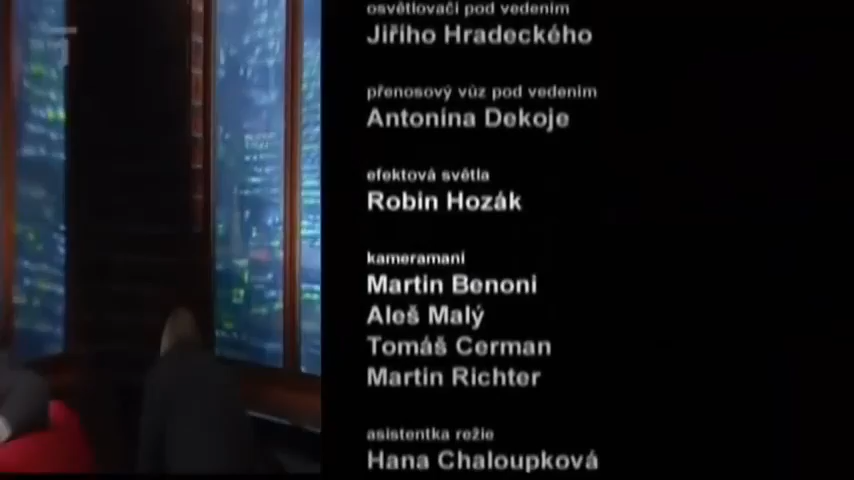 osvětlovači pod vedením
Jiřího Hradeckého
přenosový vůz pod vedením
Antonína Dekoje
efektová světla
Robin Hozák
kameramani
Martin Benoni
Aleš Malý
Tomáš Cerman
Martin Richter
asistentka režie
Hana Chaloupková